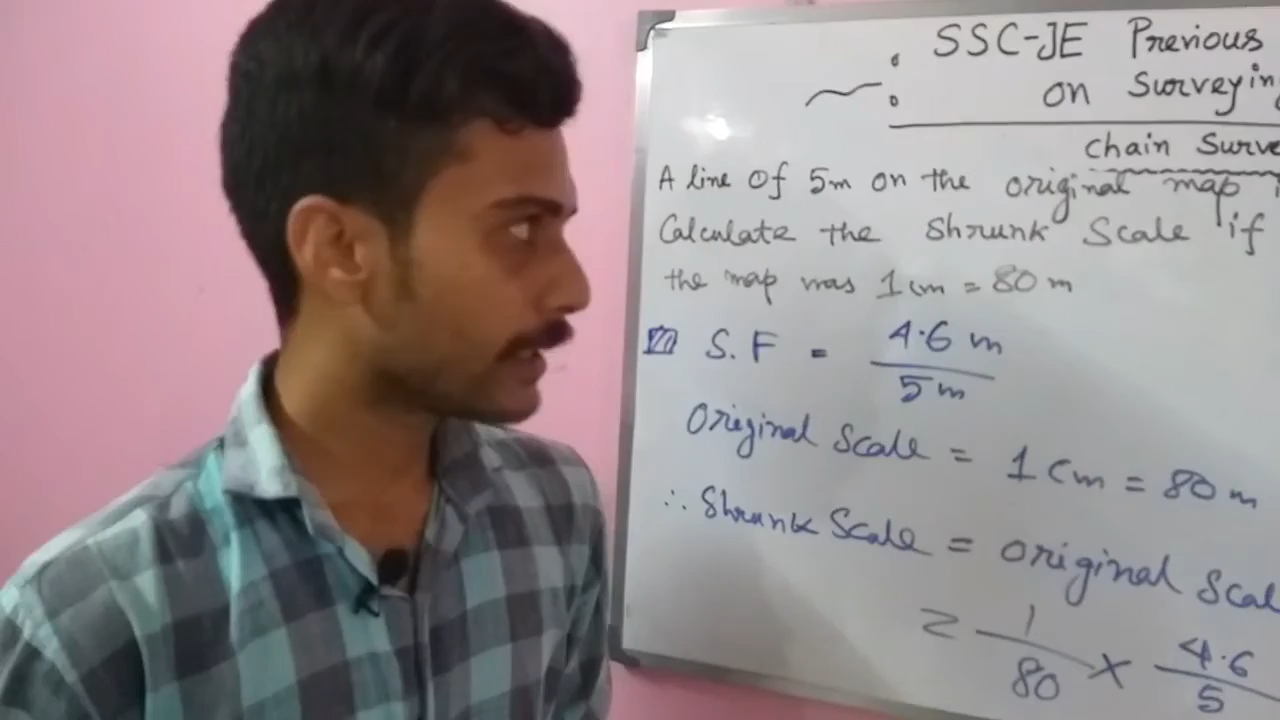 SSC-JE Previous
on Surveying
Chain Surve
A line of 5m on the original map
Calculate the Shrunk Scale if
the map was 1cm = 80 m
S.F = 4.6 m / 5 m
Original Scale = 1 Cm = 80 m
∴ Shrunk Scale = Original Scal
= 1/80 × 4.6/5